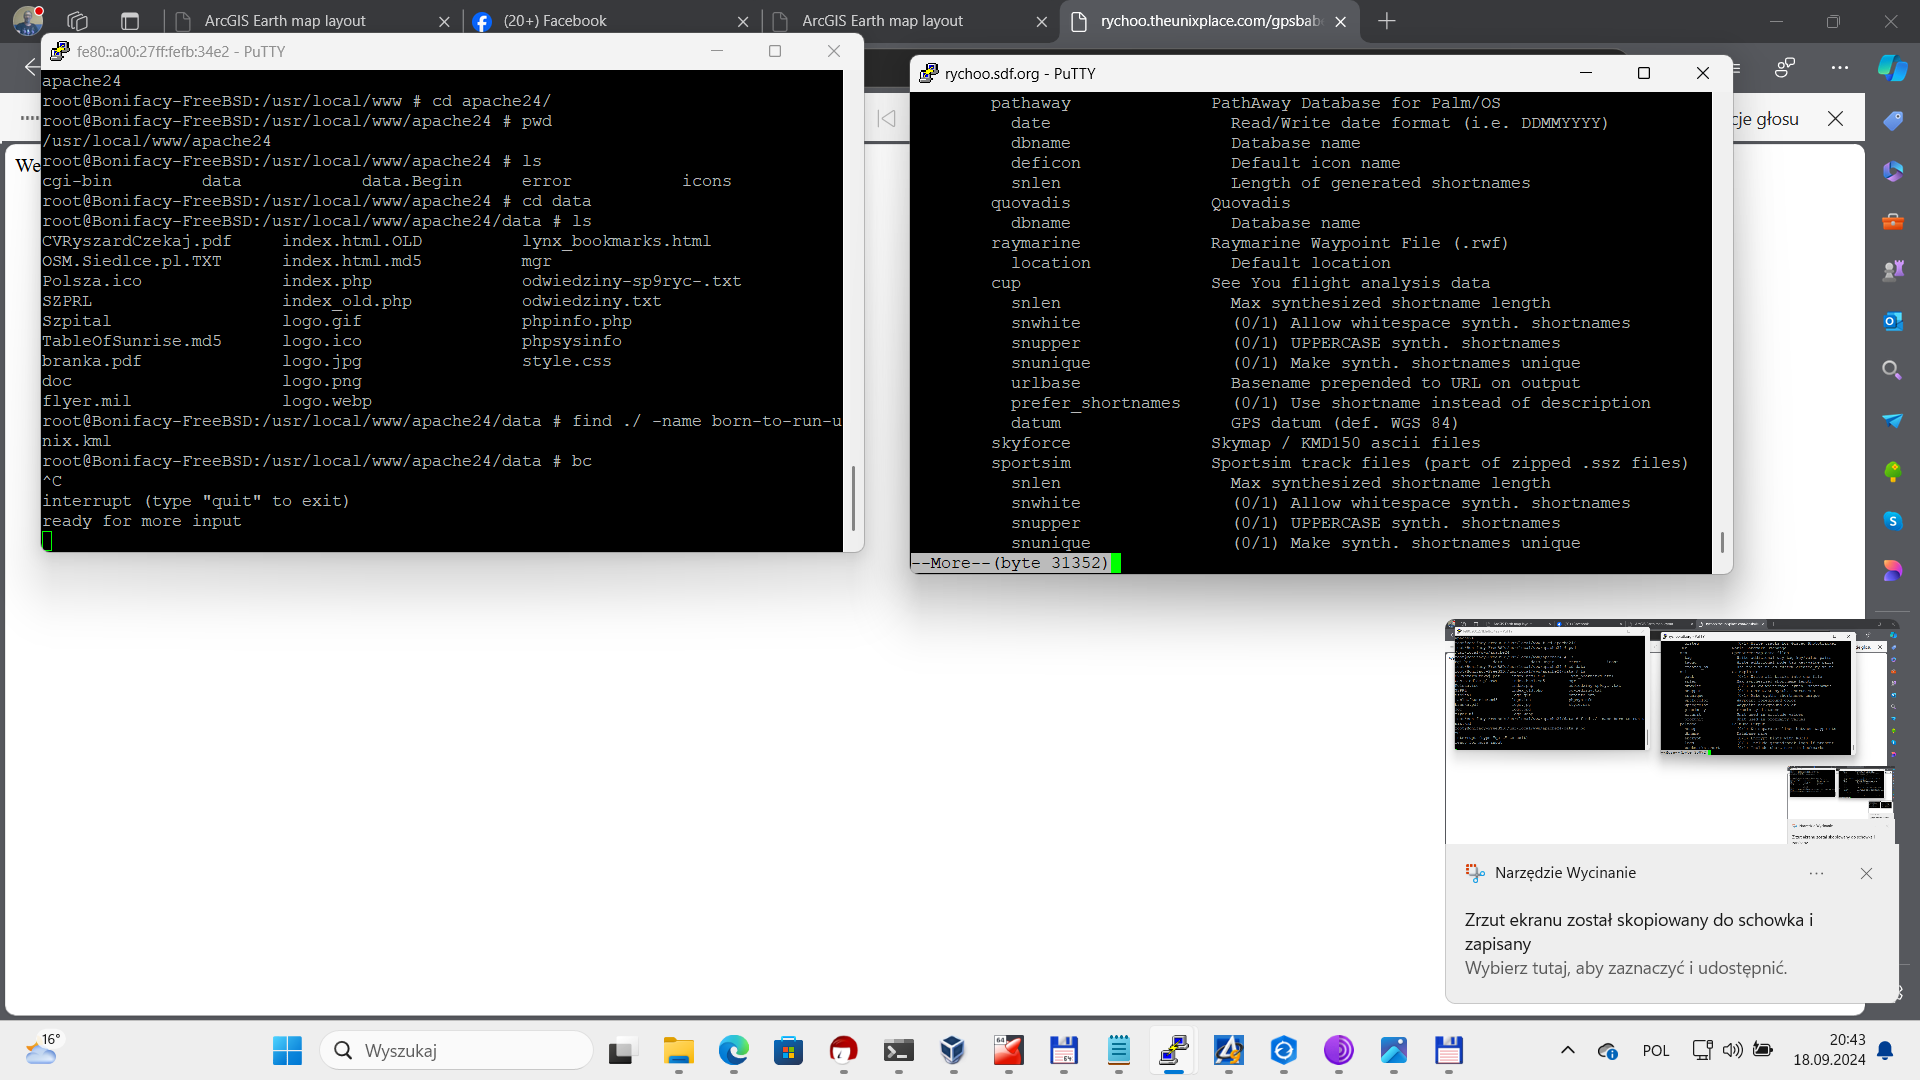 ArcGIS Earth map layout
(20+) Facebook
ArcGIS Earth map layout
rychoo.theunixplace.com/gpsbabe
fe80::a00:27ff:fefb:34e2 - PuTTY
apache24
root@Bonifacy-FreeBSD:/usr/local/www # cd apache24/
root@Bonifacy-FreeBSD:/usr/local/www/apache24 # pwd
/usr/local/www/apache24
root@Bonifacy-FreeBSD:/usr/local/www/apache24 # ls
cgi-bin data data.Begin error icons
root@Bonifacy-FreeBSD:/usr/local/www/apache24 # cd data
root@Bonifacy-FreeBSD:/usr/local/www/apache24/data # ls
CVRyszardCzekaj.pdf index.html.OLD lynx_bookmarks.html
OSM.Siedlce.pl.TXT index.html.md5 mgr
Polsza.ico index.php odwiedziny-sp9ryc-.txt
SZPRL index_old.php odwiedziny.txt
Szpital logo.gif phpinfo.php
TableOfSunrise.md5 logo.ico phpsysinfo
branka.pdf logo.jpg style.css
doc logo.png
flyer.mil logo.webp
root@Bonifacy-FreeBSD:/usr/local/www/apache24/data # find ./ -name born-to-run-u
nix.kml
root@Bonifacy-FreeBSD:/usr/local/www/apache24/data # bc
^C
interrupt (type "quit" to exit)
ready for more input
We
rychoo.sdf.org - PuTTY
pathaway PathAway Database for Palm/OS
date Read/Write date format (i.e. DDMMYYYY)
dbname Database name
deficon Default icon name
snlen Length of generated shortnames
quovadis Quovadis
dbname Database name
raymarine Raymarine Waypoint File (.rwf)
location Default location
cup See You flight analysis data
snlen Max synthesized shortname length
snwhite (0/1) Allow whitespace synth. shortnames
snupper (0/1) UPPERCASE synth. shortnames
snunique (0/1) Make synth. shortnames unique
urlbase Basename prepended to URL on output
prefer_shortnames (0/1) Use shortname instead of description
datum GPS datum (def. WGS 84)
skyforce Skymap / KMD150 ascii files
sportsim Sportsim track files (part of zipped .ssz files)
snlen Max synthesized shortname length
snwhite (0/1) Allow whitespace synth. shortnames
snupper (0/1) UPPERCASE synth. shortnames
snunique (0/1) Make synth. shortnames unique
--More--(byte 31352)
cje głosu
Narzędzie Wycinanie
Zrzut ekranu został skopiowany do schowka i
zapisany
Wybierz tutaj, aby zaznaczyć i udostępnić.
16°
Wyszukaj
POL
20:43
18.09.2024